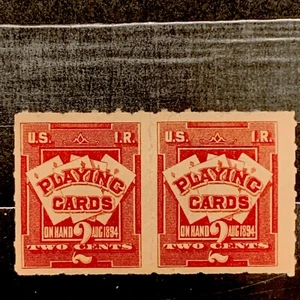 U.S. I.R.
PLAYING
CARDS
ON HAND 2 AUG 1894
TWO CENTS
U.S. I.R.
PLAYING
CARDS
ON HAND 2 AUG 1894
TWO CENTS